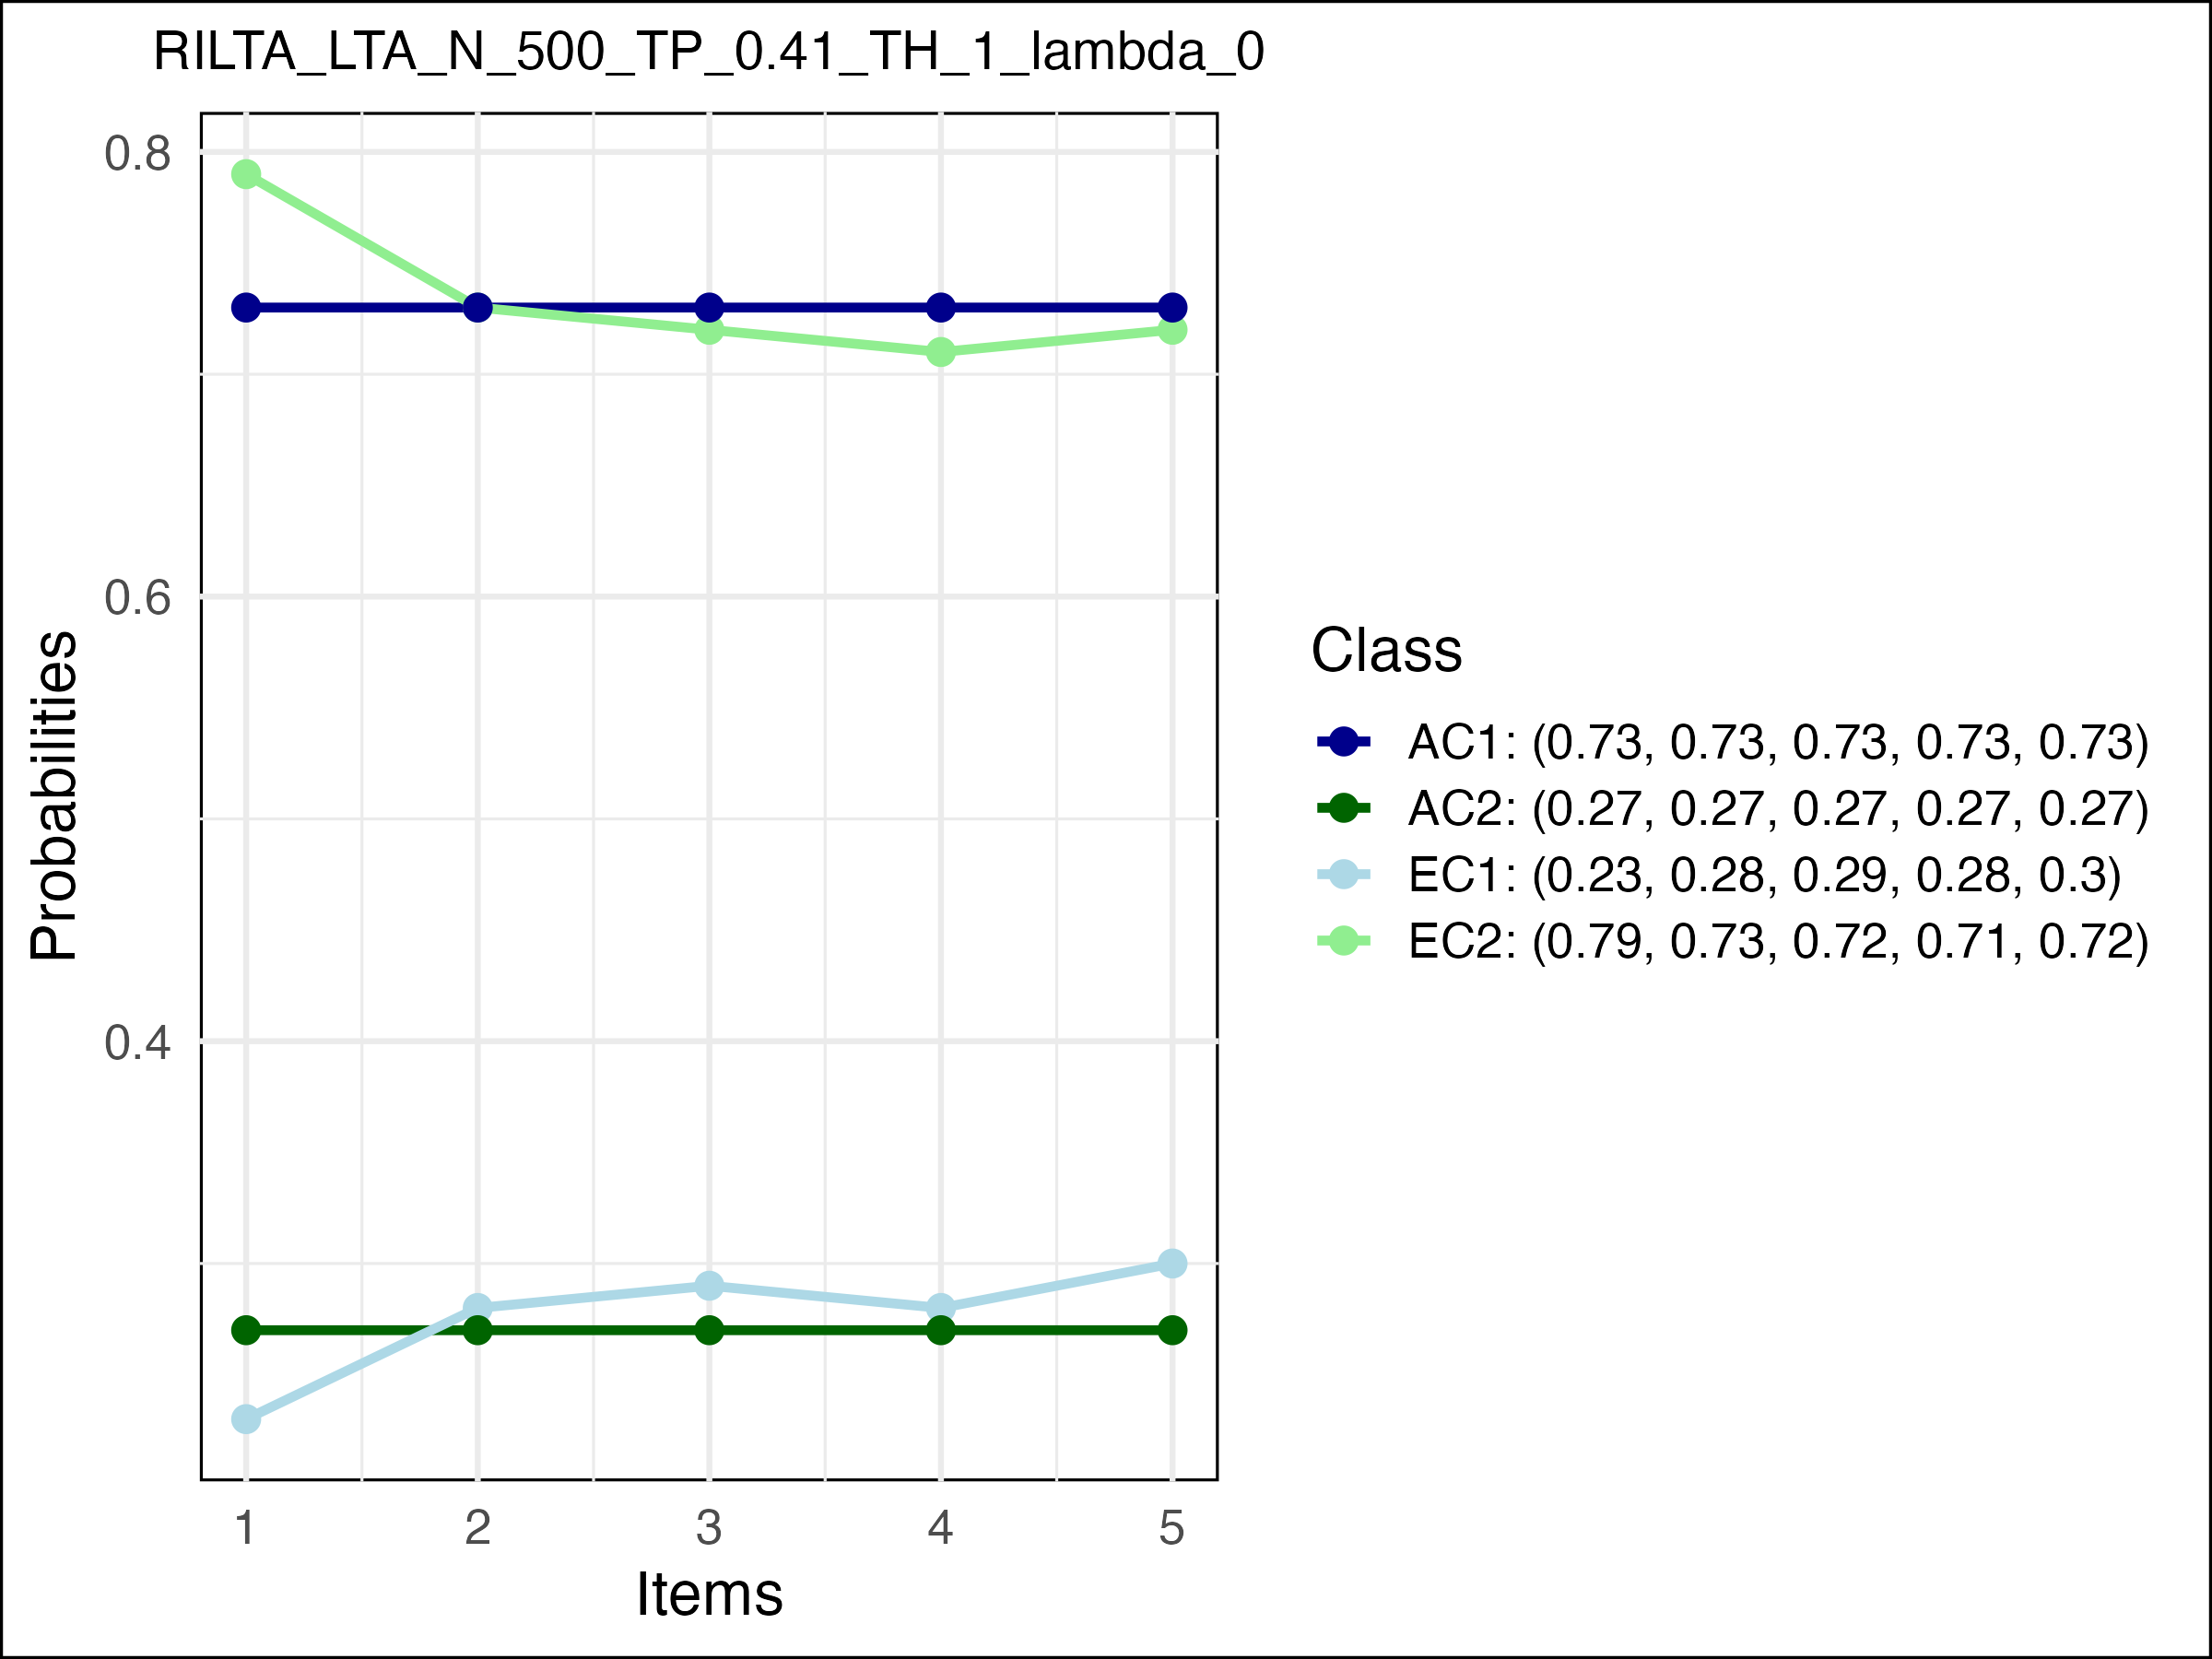 RILTA_LTA_N_500_TP_0.41_TH_1_lambda_0
0.8
0.6
0.4
Probabilities
1 2 3 4 5
Items
Class
AC1: (0.73, 0.73, 0.73, 0.73, 0.73)
AC2: (0.27, 0.27, 0.27, 0.27, 0.27)
EC1: (0.23, 0.28, 0.29, 0.28, 0.3)
EC2: (0.79, 0.73, 0.72, 0.71, 0.72)